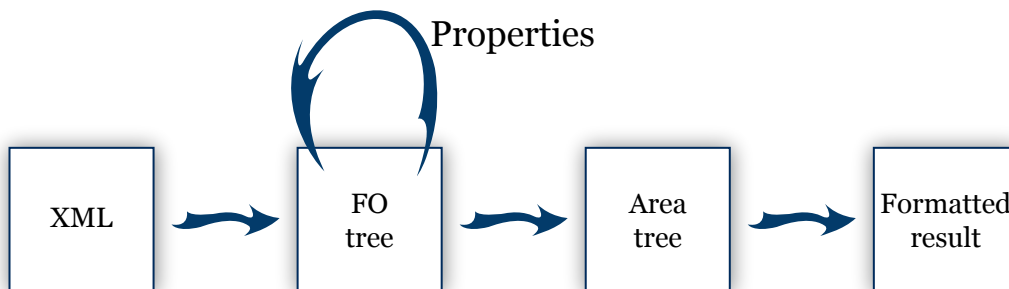 Properties
XML
FO
tree
Area
tree
Formatted
result